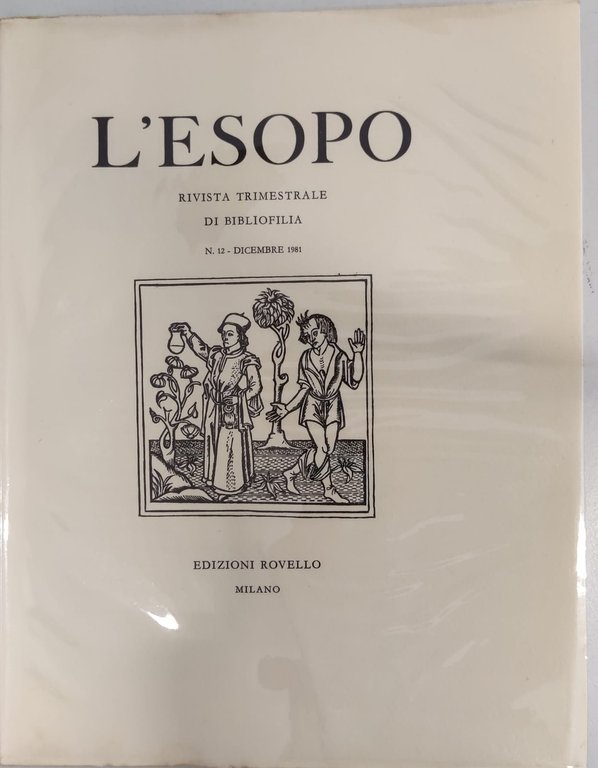 L'ESOPO
RIVISTA TRIMESTRALE
DI BIBLIOFILIA
N. 12 - DICEMBRE 1981
EDIZIONI ROVELLO
MILANO